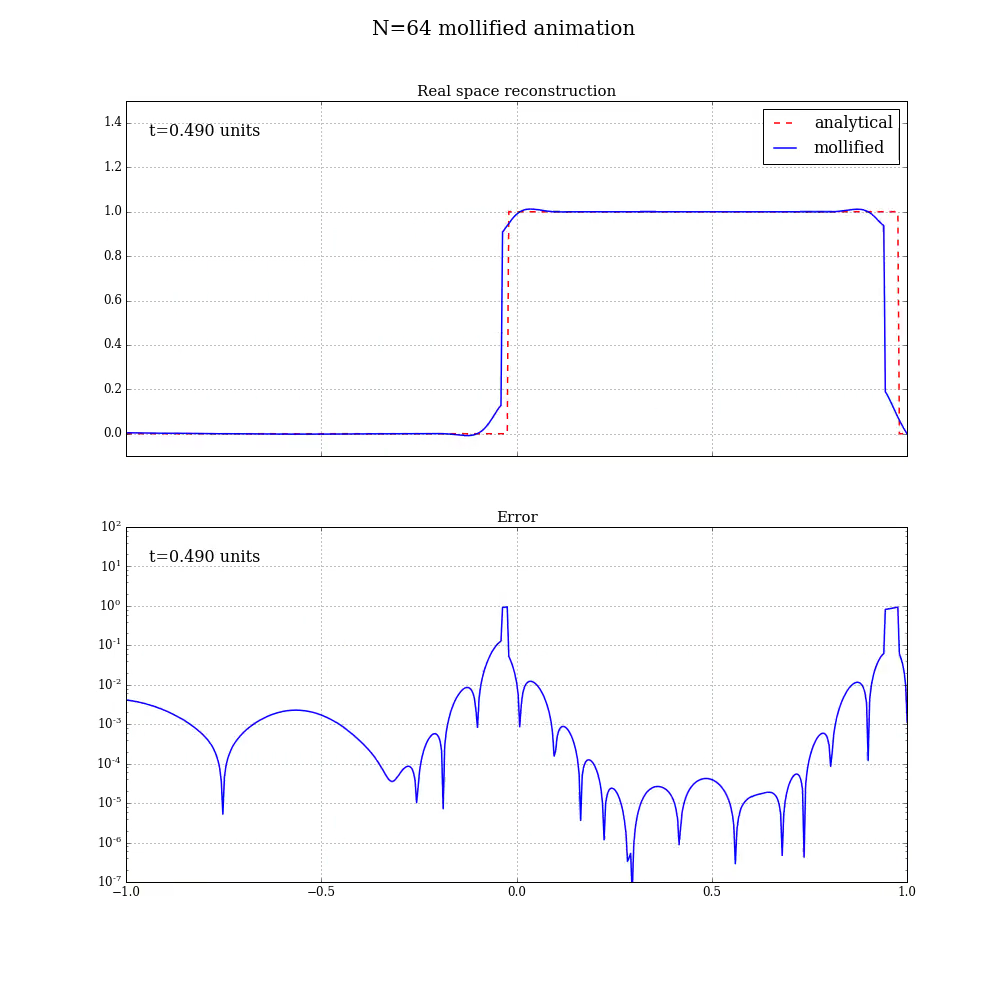 N=64 mollified animation
Real space reconstruction
t=0.490 units
analytical
mollified
1.4
1.2
1.0
0.8
0.6
0.4
0.2
0.0
Error
t=0.490 units
10²
10¹
10⁰
10⁻¹
10⁻²
10⁻³
10⁻⁴
10⁻⁵
10⁻⁶
10⁻⁷
−1.0 −0.5 0.0 0.5 1.0